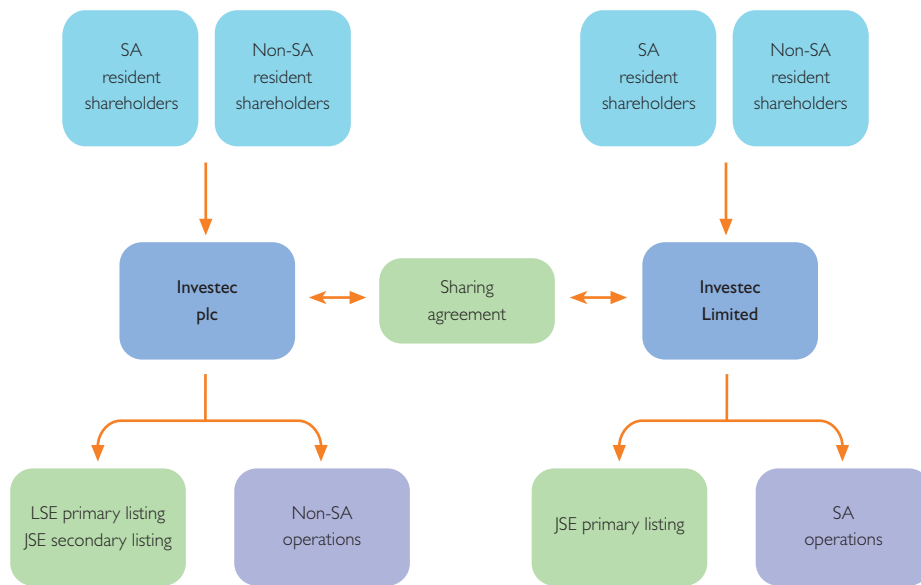 SA
resident
shareholders
Non-SA
resident
shareholders
SA
resident
shareholders
Non-SA
resident
shareholders
Investec
plc
Sharing
agreement
Investec
Limited
LSE primary listing
JSE secondary listing
Non-SA
operations
JSE primary listing
SA
operations